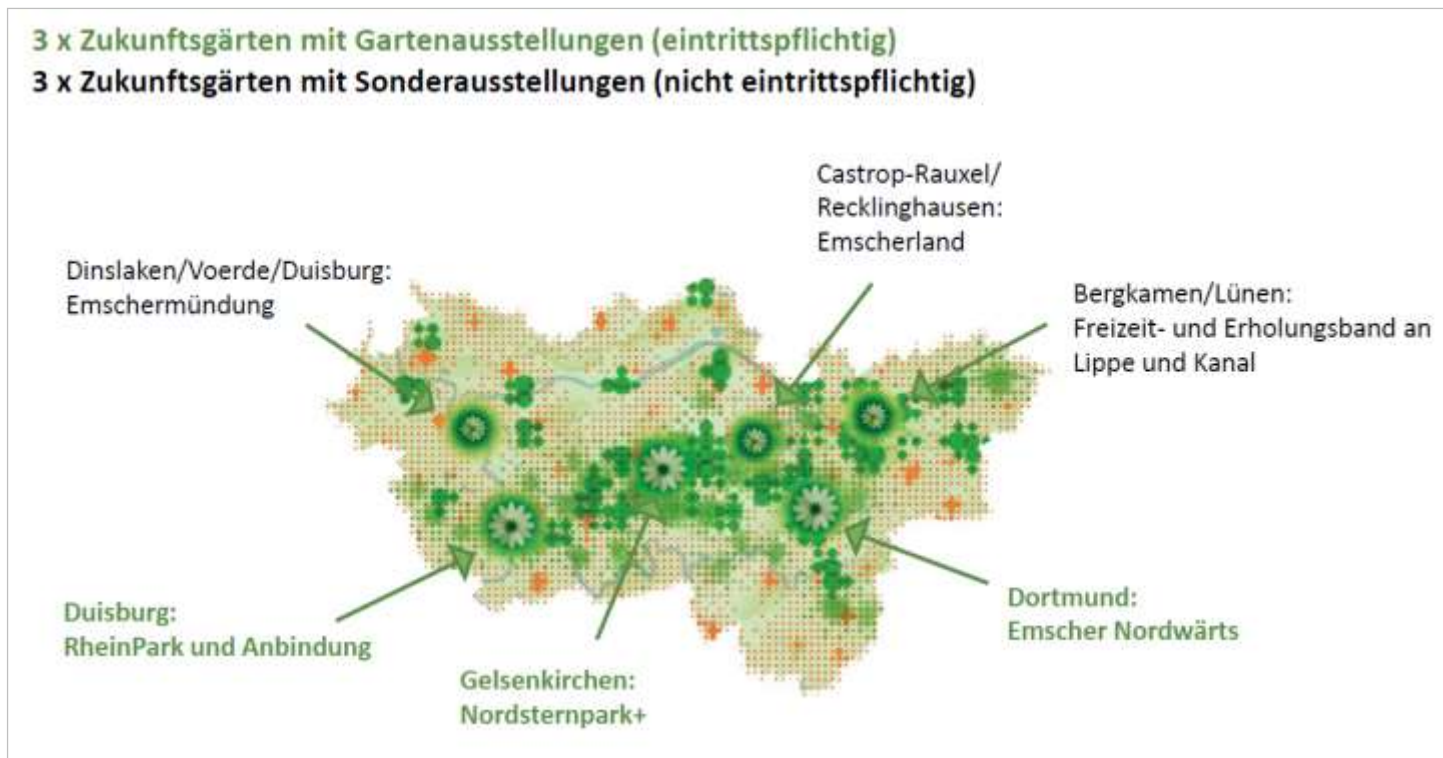 3 x Zukunftsgärten mit Gartenausstellungen (eintrittspflichtig)
3 x Zukunftsgärten mit Sonderausstellungen (nicht eintrittspflichtig)
Castrop-Rauxel/
Recklinghausen:
Emscherland
Dinslaken/Voerde/Duisburg:
Emschermündung
Bergkamen/Lünen:
Freizeit- und Erholungsband an
Lippe und Kanal
Duisburg:
RheinPark und Anbindung
Gelsenkirchen:
Nordsternpark+
Dortmund:
Emscher Nordwärts